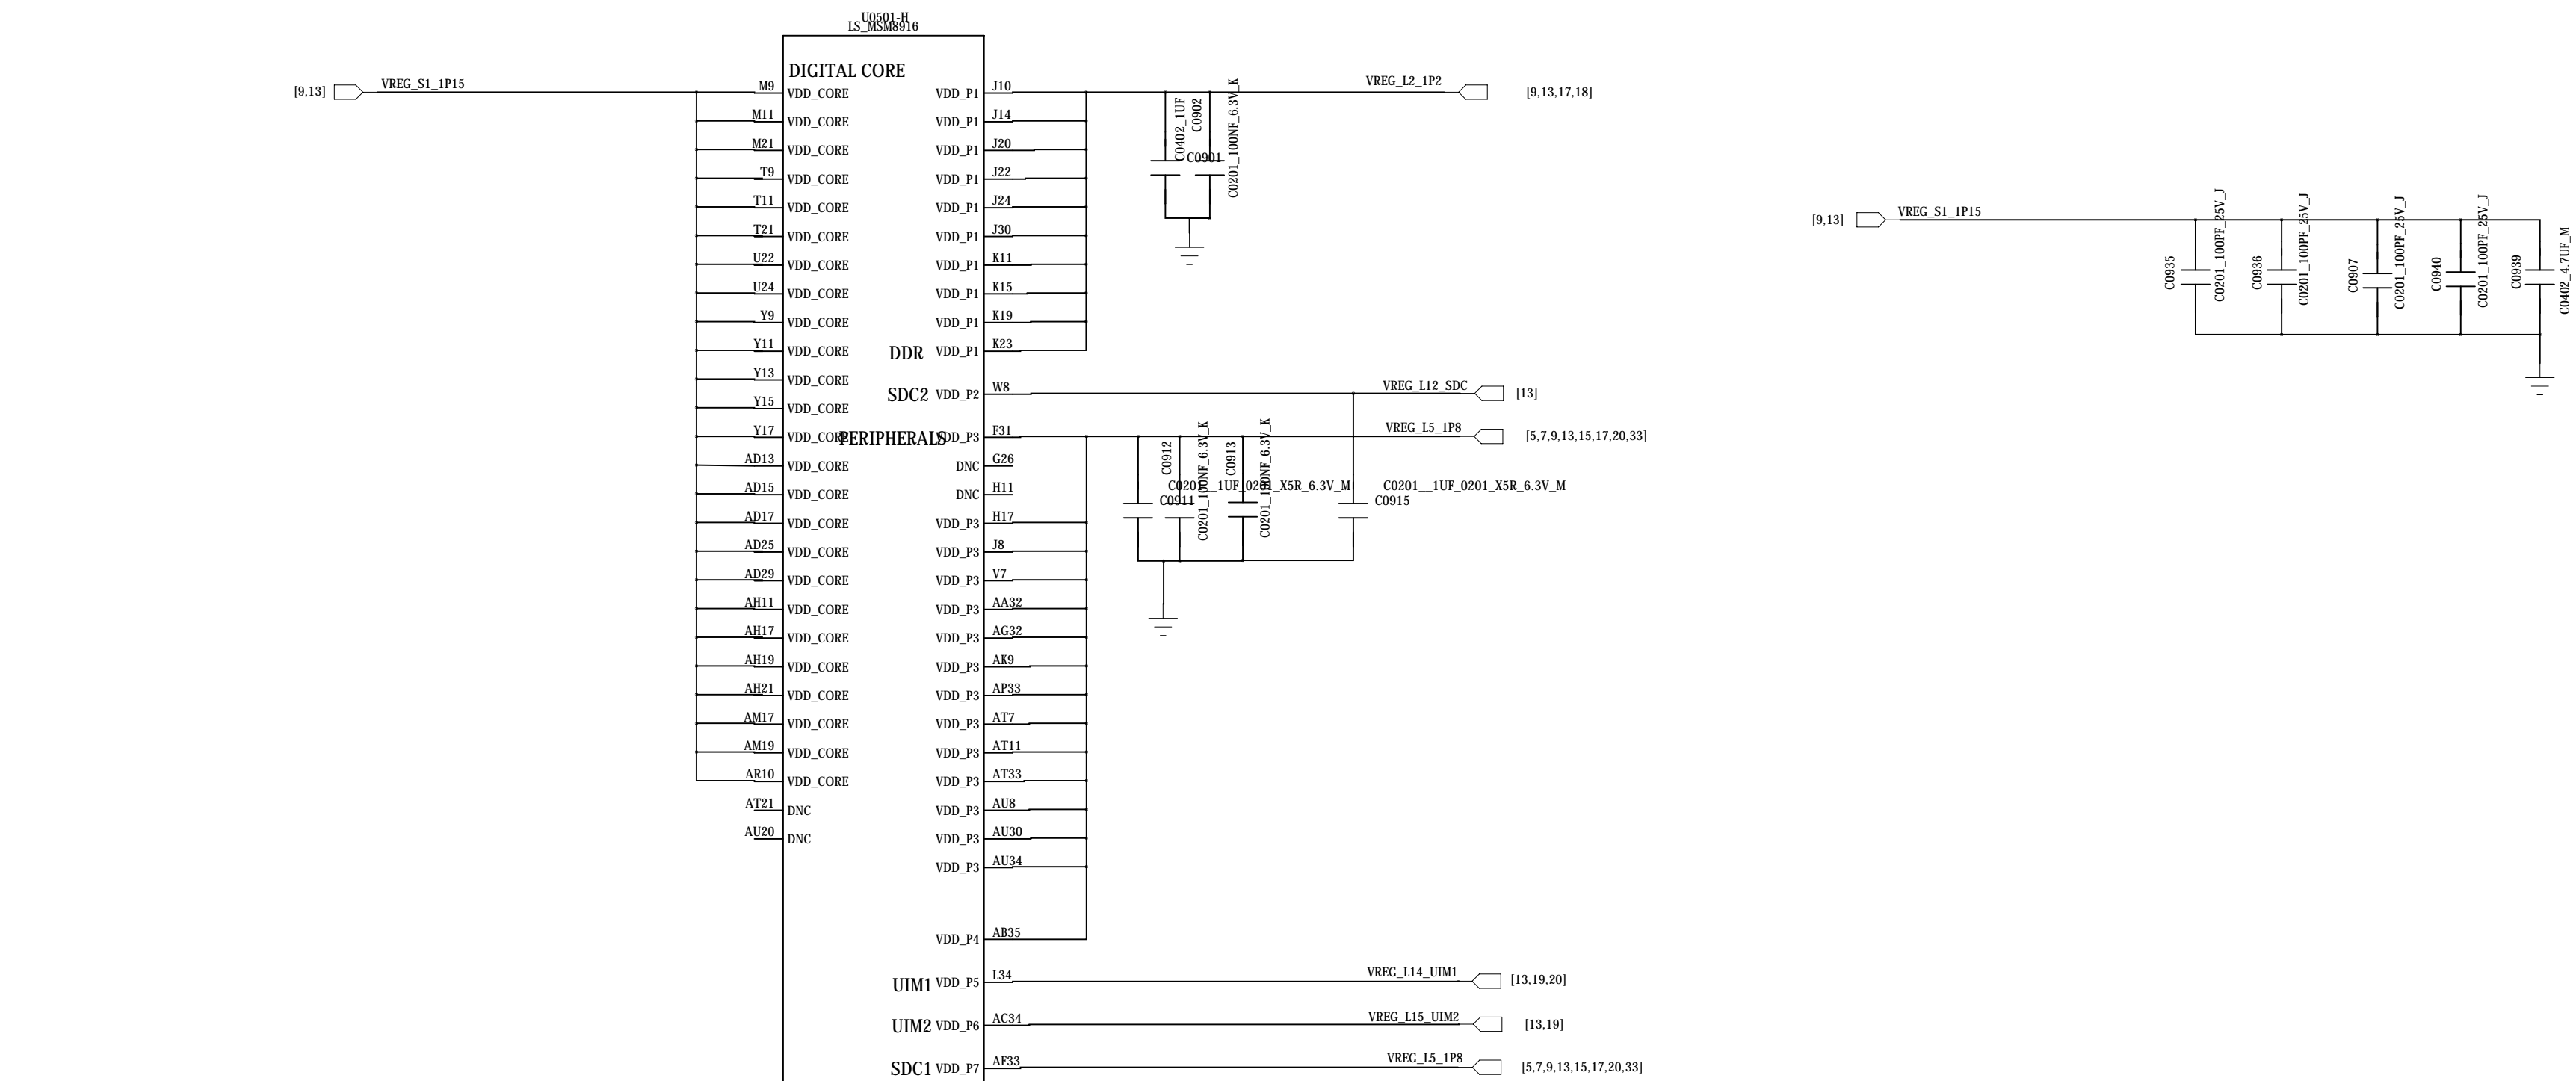 U0501-H
LS_MSM8916
DIGITAL CORE
[9,13] VREG_S1_1P15 M9 VDD_CORE VDD_P1 J10 VREG_L2_1P2 [9,13,17,18]
M11 VDD_CORE VDD_P1 J14
M21 VDD_CORE VDD_P1 J20
T9 VDD_CORE VDD_P1 J22
T11 VDD_CORE VDD_P1 J24
T21 VDD_CORE VDD_P1 J30
U22 VDD_CORE VDD_P1 K11
U24 VDD_CORE VDD_P1 K15
Y9 VDD_CORE VDD_P1 K19
Y11 VDD_CORE DDR VDD_P1 K23
Y13 VDD_CORE
Y15 VDD_CORE SDC2 VDD_P2 W8 VREG_L12_SDC [13]
Y17 VDD_CORE PERIPHERALS VDD_P3 F31 VREG_L5_1P8 [5,7,9,13,15,17,20,33]
AD13 VDD_CORE DNC G26
AD15 VDD_CORE DNC H11
AD17 VDD_CORE VDD_P3 H17
AD25 VDD_CORE VDD_P3 J8
AD29 VDD_CORE VDD_P3 V7
AH11 VDD_CORE VDD_P3 AA32
AH17 VDD_CORE VDD_P3 AG32
AH19 VDD_CORE VDD_P3 AK9
AH21 VDD_CORE VDD_P3 AP33
AM17 VDD_CORE VDD_P3 AT7
AM19 VDD_CORE VDD_P3 AT11
AR10 VDD_CORE VDD_P3 AT33
AT21 DNC VDD_P3 AU8
AU20 DNC VDD_P3 AU30
VDD_P3 AU34
VDD_P4 AB35
UIM1 VDD_P5 L34 VREG_L14_UIM1 [13,19,20]
UIM2 VDD_P6 AC34 VREG_L15_UIM2 [13,19]
SDC1 VDD_P7 AF33 VREG_L5_1P8 [5,7,9,13,15,17,20,33]
C0402_1UF
C0901
C0902
C0201_100NF_6.3V_K
C0201__1UF_0201_X5R_6.3V_M
C0911
C0912
C0201_100NF_6.3V_K
C0913
C0201_100NF_6.3V_K
C0201__1UF_0201_X5R_6.3V_M
C0915
[9,13] VREG_S1_1P15
C0935
C0201_100PF_25V_J
C0936
C0201_100PF_25V_J
C0907
C0201_100PF_25V_J
C0940
C0201_100PF_25V_J
C0939
C0402_4.7UF_M